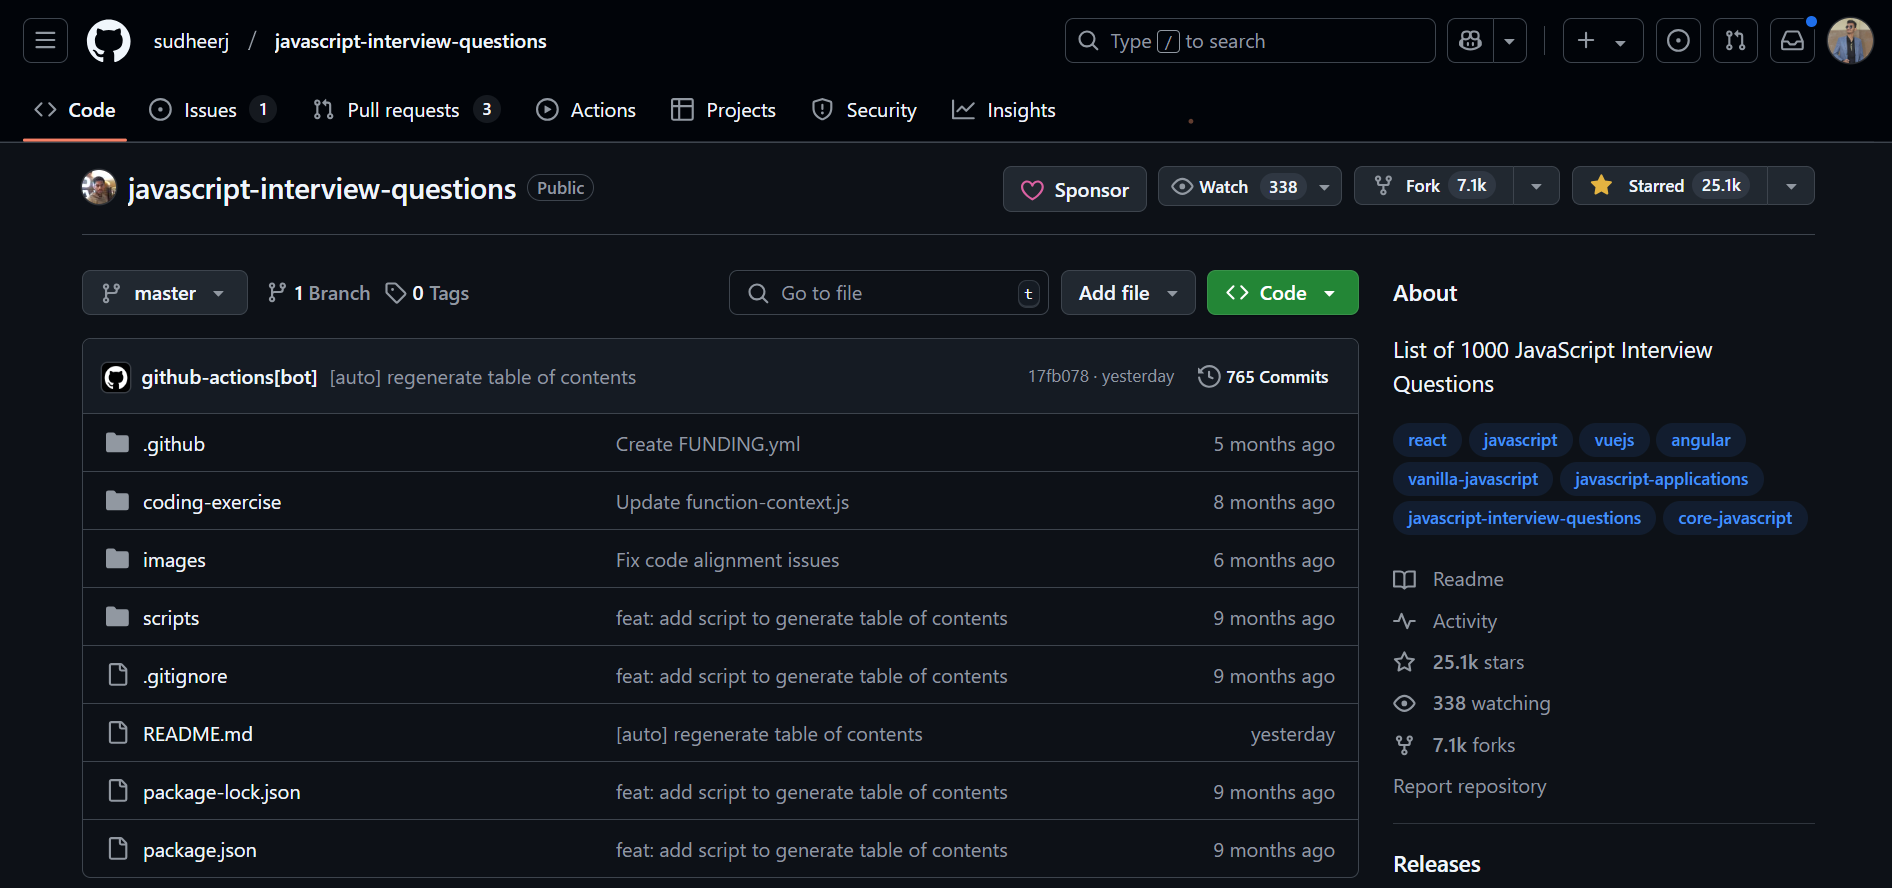 sudheerj / javascript-interview-questions
Type / to search
Code
Issues 1
Pull requests 3
Actions
Projects
Security
Insights
javascript-interview-questions Public
Sponsor
Watch 338
Fork 7.1k
Starred 25.1k
master
1 Branch
0 Tags
Go to file t
Add file
Code
github-actions[bot] [auto] regenerate table of contents 17fb078 · yesterday 765 Commits
.github Create FUNDING.yml 5 months ago
coding-exercise Update function-context.js 8 months ago
images Fix code alignment issues 6 months ago
scripts feat: add script to generate table of contents 9 months ago
.gitignore feat: add script to generate table of contents 9 months ago
README.md [auto] regenerate table of contents yesterday
package-lock.json feat: add script to generate table of contents 9 months ago
package.json feat: add script to generate table of contents 9 months ago
About
List of 1000 JavaScript Interview
Questions
react javascript vuejs angular
vanilla-javascript javascript-applications
javascript-interview-questions core-javascript
Readme
Activity
25.1k stars
338 watching
7.1k forks
Report repository
Releases